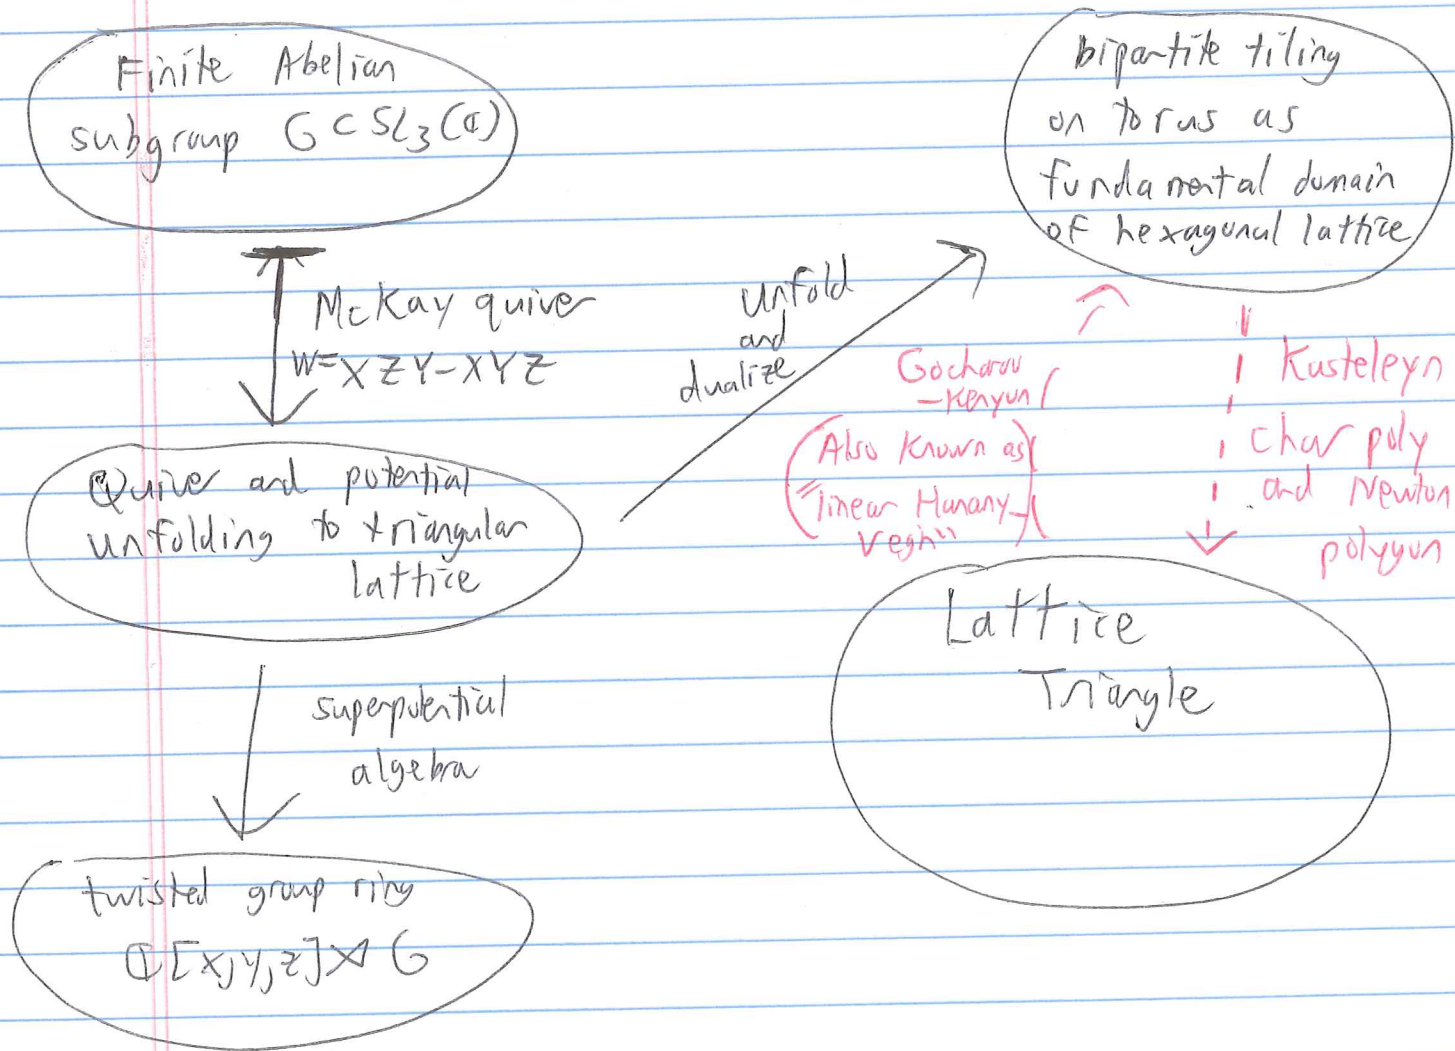 Finite Abelian
subgroup G ⊂ SL₃(ℂ)
McKay quiver
W=XZY-XYZ
Quiver and potential
unfolding to triangular
lattice
superpotential
algebra
twisted group ring
ℂ[x,y,z]⋊G
unfold
and
dualize
bipartite tiling
on torus as
fundamental domain
of hexagonal lattice
Gocharov
-Kenyon
(Also known as
"linear Hanany-
Vegh")
Kasteleyn
char poly
and Newton
polygon
Lattice
Triangle